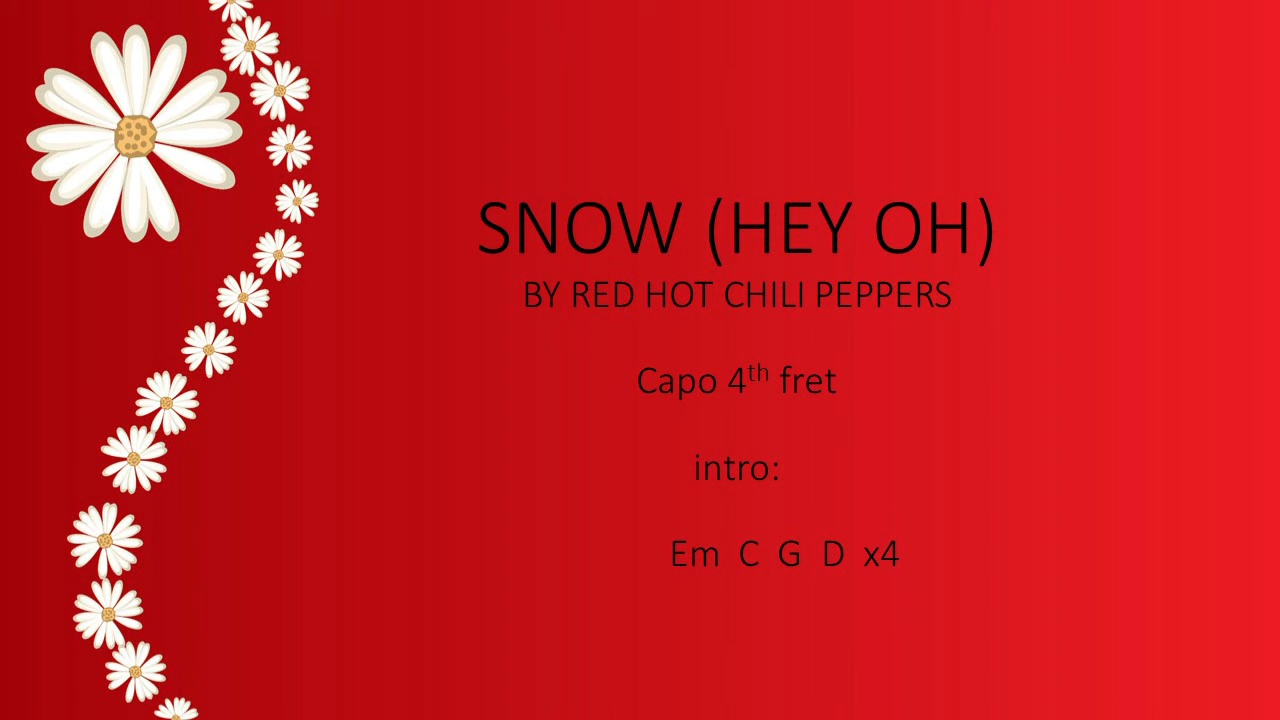 SNOW (HEY OH)
BY RED HOT CHILI PEPPERS
Capo 4th fret
intro:
Em C G D x4